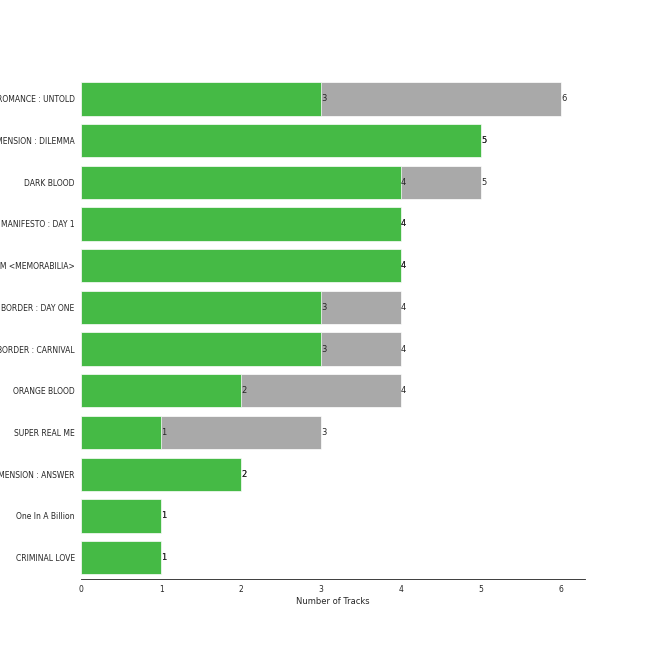 ROMANCE : UNTOLD
3
6
MENSION : DILEMMA
5
DARK BLOOD
4
5
MANIFESTO : DAY 1
4
M <MEMORABILIA>
4
BORDER : DAY ONE
3
4
BORDER : CARNIVAL
3
4
ORANGE BLOOD
2
4
SUPER REAL ME
1
3
MENSION : ANSWER
2
One In A Billion
1
CRIMINAL LOVE
1
0 1 2 3 4 5 6
Number of Tracks